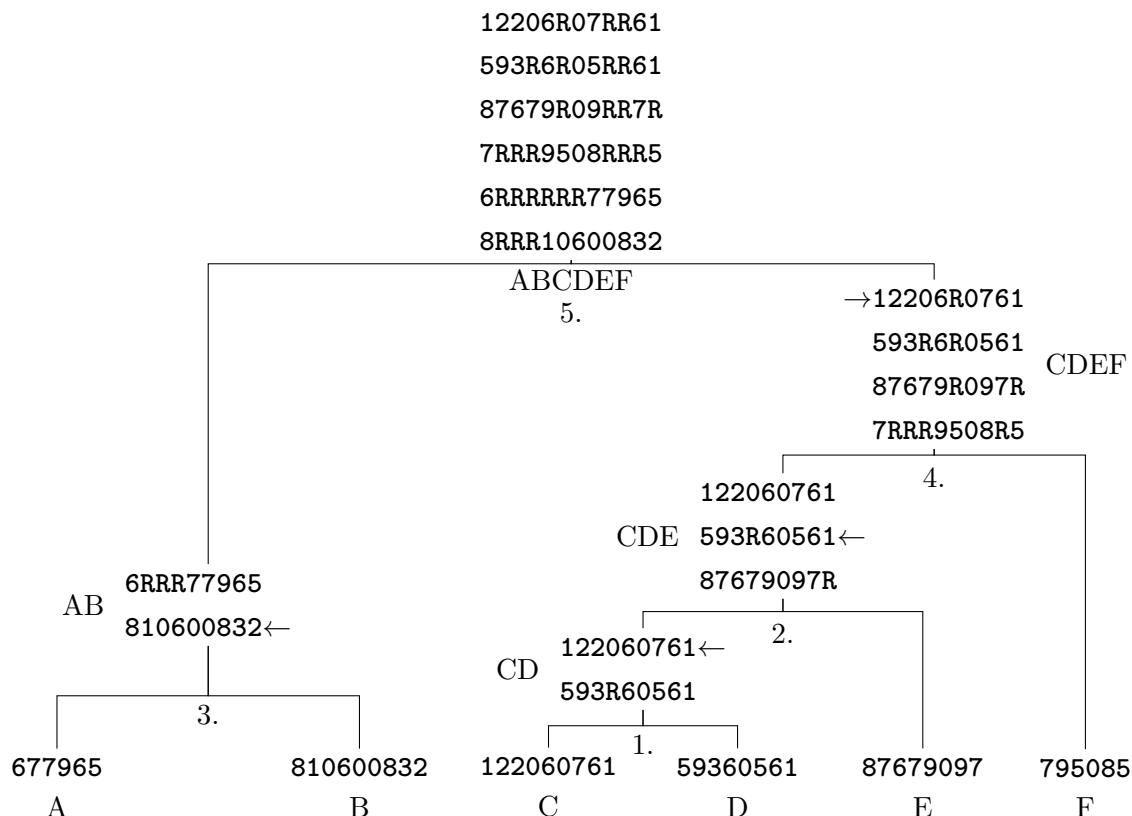 12206R07RR61
593R6R05RR61
87679R09RR7R
7RRR9508RRR5
6RRRRRR77965
8RRR10600832
ABCDEF
5.
→12206R0761
593R6R0561
87679R097R
7RRR9508R5
CDEF
4.
122060761
CDE 593R60561←
87679097R
2.
6RRR77965
AB
810600832←
3.
122060761←
CD
593R60561
1.
677965 810600832 122060761 59360561 87679097 795085
A B C D E F